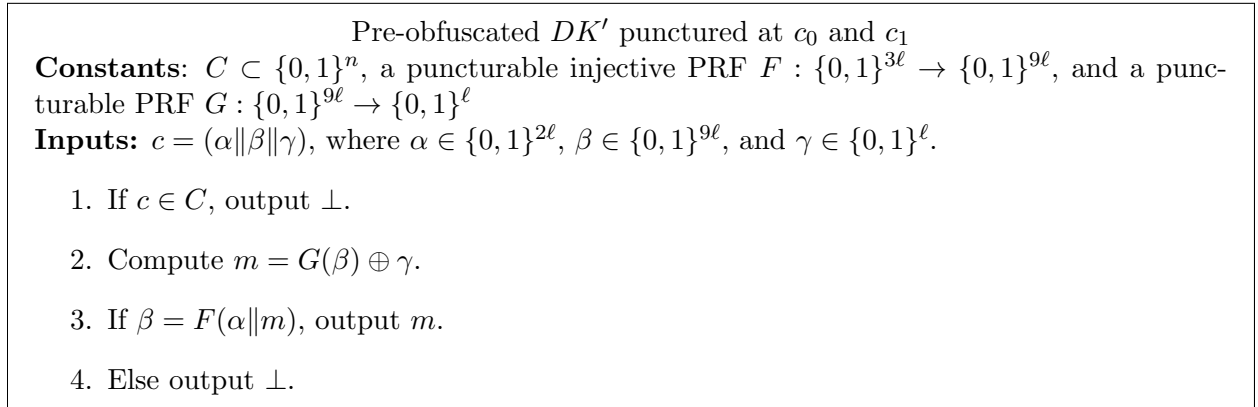 Pre-obfuscated DK′ punctured at c₀ and c₁
Constants: C ⊂ {0, 1}ⁿ, a puncturable injective PRF F : {0, 1}³ˡ → {0, 1}⁹ˡ, and a punc-
turable PRF G : {0, 1}⁹ˡ → {0, 1}ˡ
Inputs: c = (α∥β∥γ), where α ∈ {0, 1}²ˡ, β ∈ {0, 1}⁹ˡ, and γ ∈ {0, 1}ˡ.
1. If c ∈ C, output ⊥.
2. Compute m = G(β) ⊕ γ.
3. If β = F(α∥m), output m.
4. Else output ⊥.